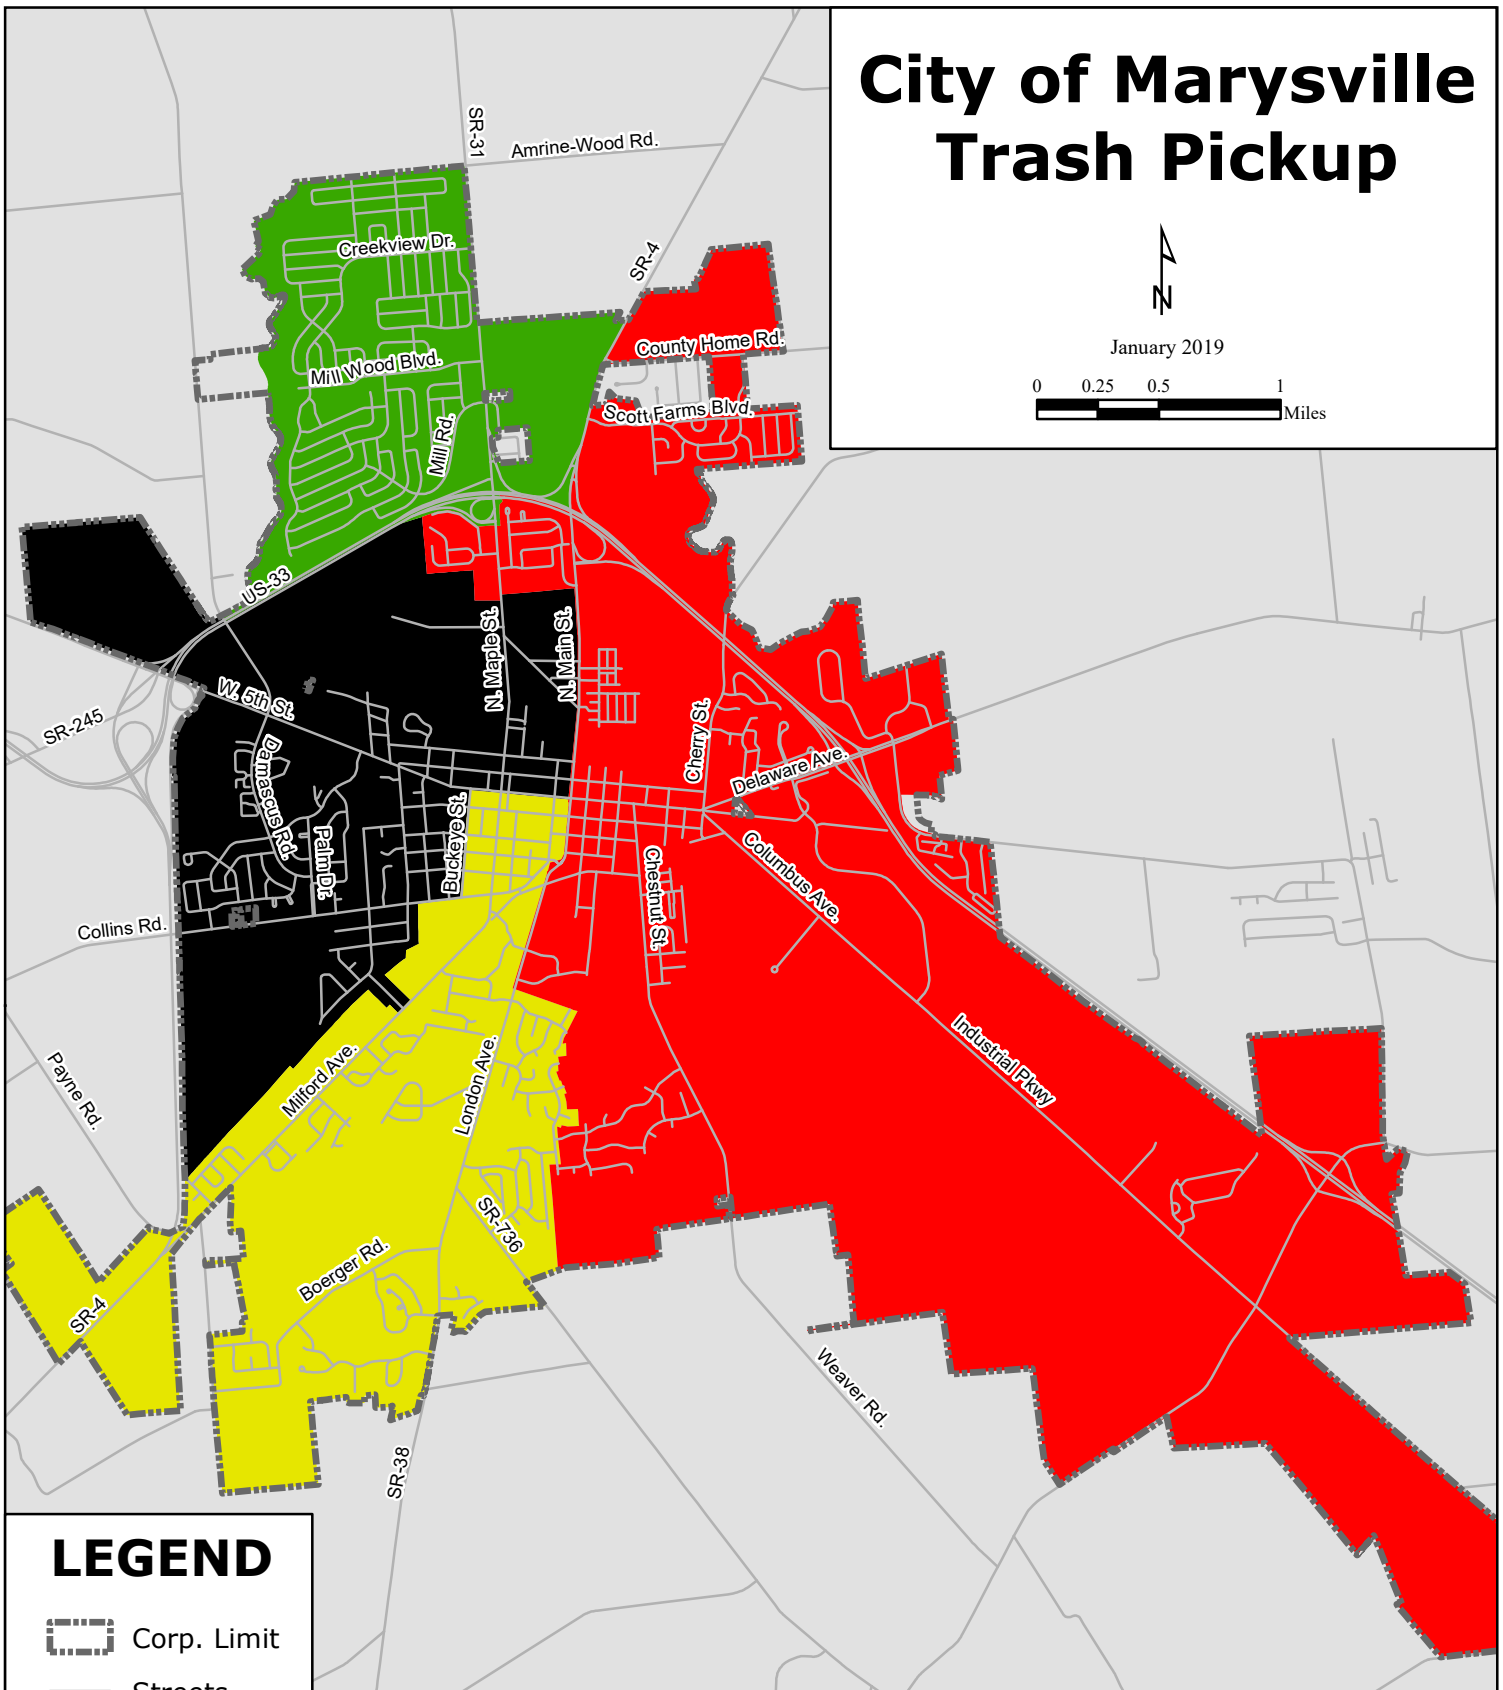 City of Marysville
Trash Pickup
N
January 2019
0 0.25 0.5 1
Miles
SR-31
Amrine-Wood Rd.
Creekview Dr.
SR-4
County Home Rd.
Mill Wood Blvd.
Scott Farms Blvd.
Mill Rd.
US-33
N. Maple St.
N. Main St.
W. 5th St.
SR-245
Cherry St.
Damascus Rd.
Delaware Ave.
Buckeye St.
Palm Dr.
Chestnut St.
Columbus Ave.
Collins Rd.
Industrial Pkwy
Payne Rd.
Milford Ave.
London Ave.
SR-736
Boerger Rd.
SR-4
Weaver Rd.
SR-38
LEGEND
Corp. Limit
Streets